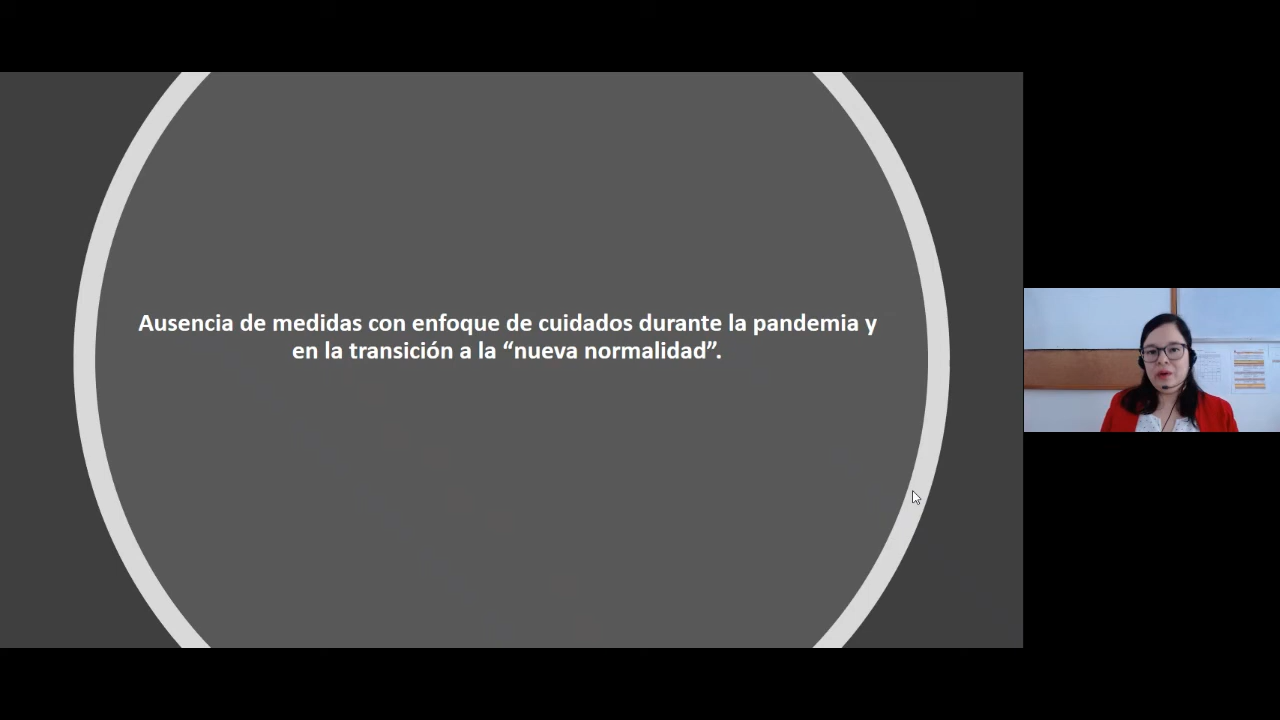 Ausencia de medidas con enfoque de cuidados durante la pandemia y
en la transición a la “nueva normalidad”.